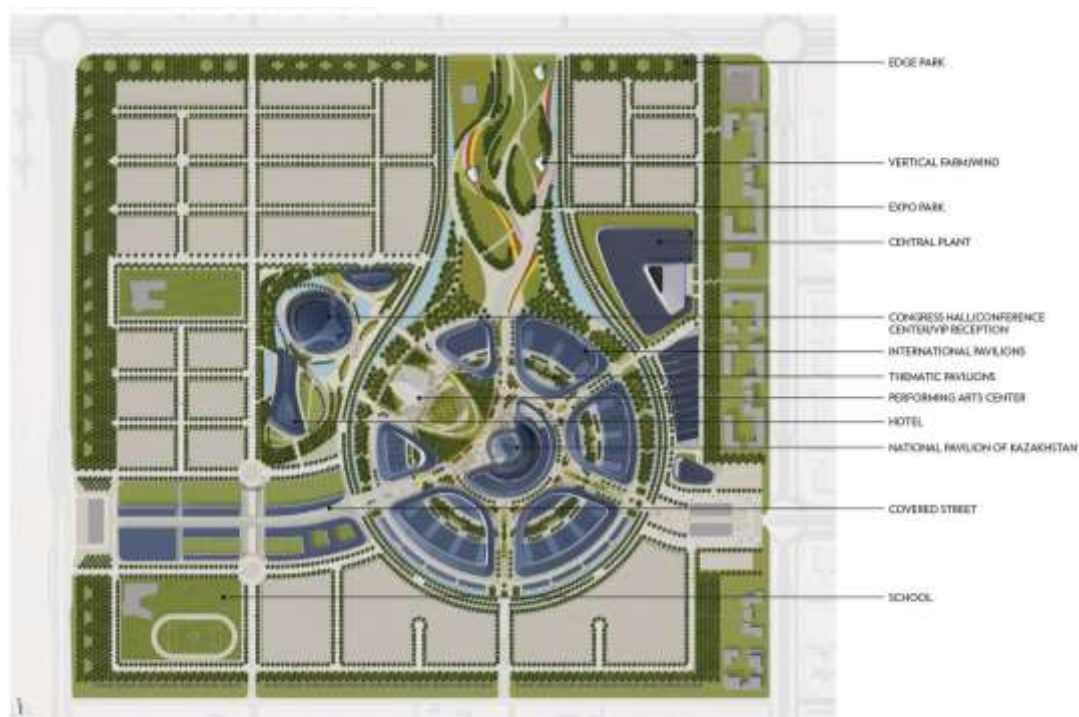 EDGE PARK
VERTICAL FARM/WIND
EXPO PARK
CENTRAL PLANT
CONGRESS HALL/CONFERENCE
CENTER/VIP RECEPTION
INTERNATIONAL PAVILIONS
THEMATIC PAVILIONS
PERFORMING ARTS CENTER
HOTEL
NATIONAL PAVILION OF KAZAKHSTAN
COVERED STREET
SCHOOL